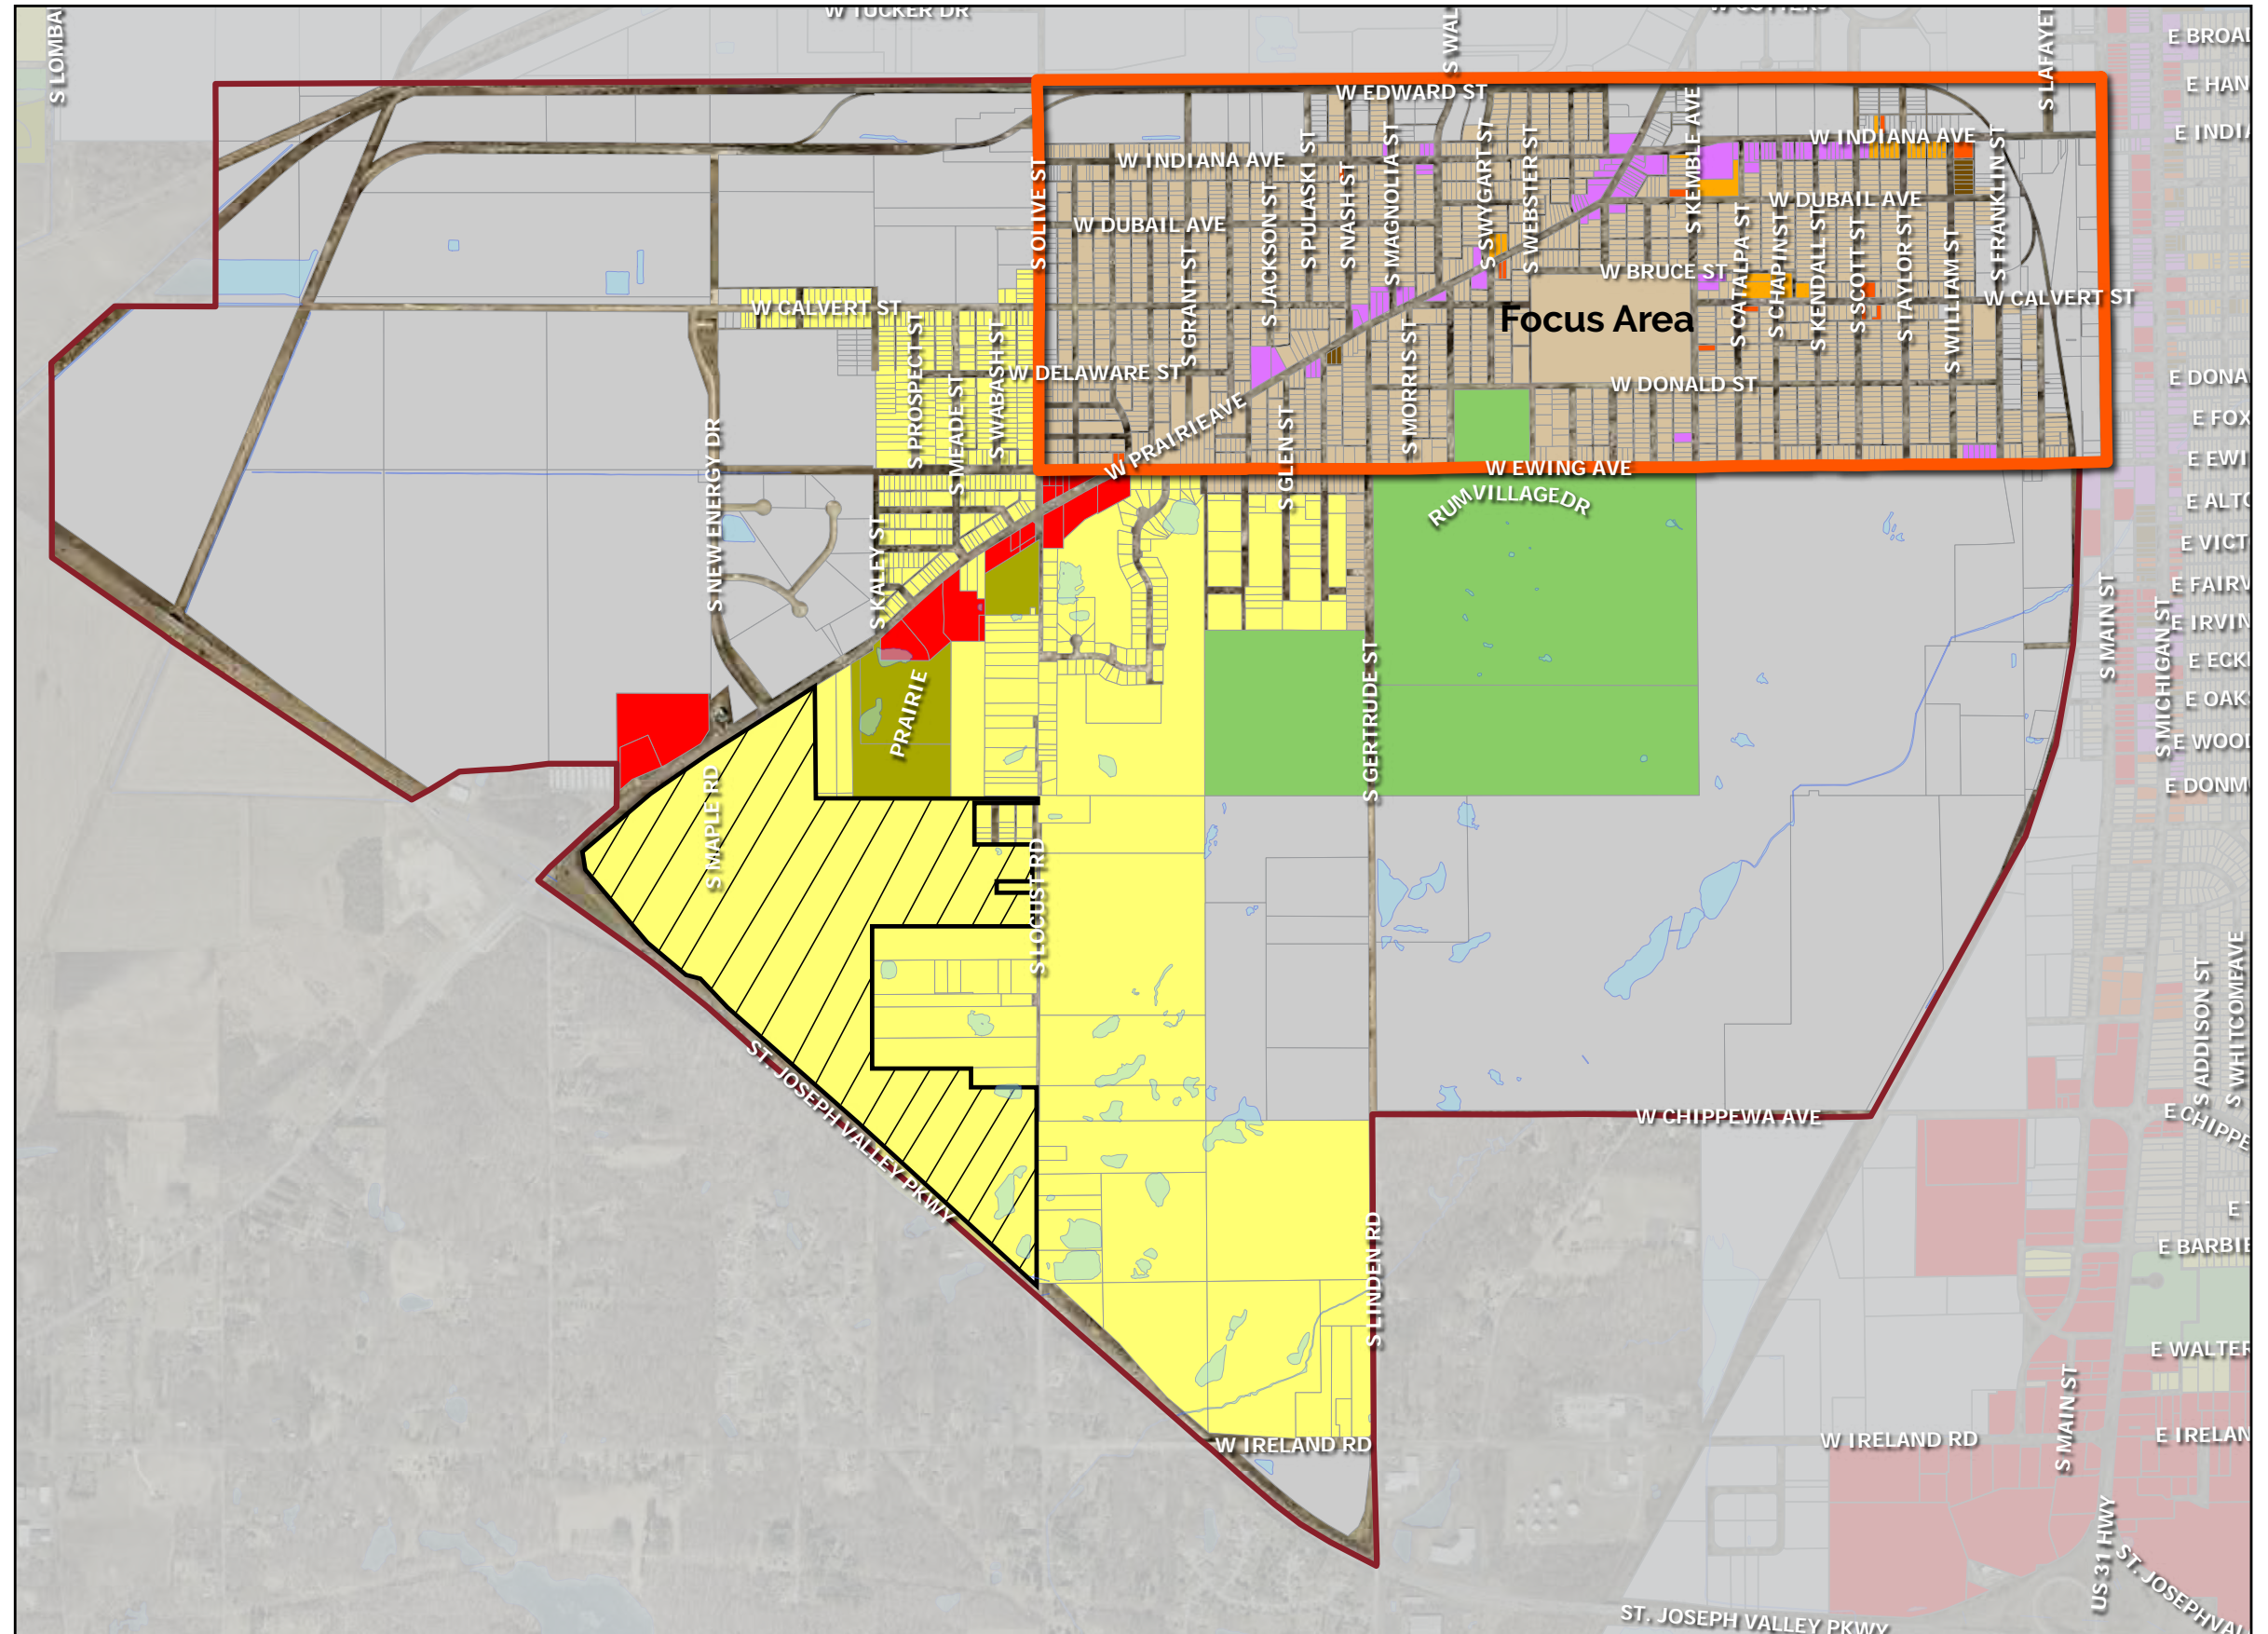 W TUCKER DR
S LOMBA
S WAL
S LAFAYET
E BROA
E HAN
E INDIA
W EDWARD ST
W INDIANA AVE
W INDIANA AVE
S OLIVE ST
W DUBAIL AVE
W DUBAIL AVE
S GRANT ST
S JACKSON ST
S PULASKI ST
S NASH ST
S MAGNOLIA ST
S SWYGART ST
S WEBSTER ST
S KEMBLE AVE
S CATALPA ST
S CHAPIN ST
S KENDALL ST
S SCOTT ST
S TAYLOR ST
S WILLIAM ST
S FRANKLIN ST
W BRUCE ST
W CALVERT ST
W CALVERT ST
Focus Area
W DELAWARE ST
W DONALD ST
E DONA
S PROSPECT ST
S MEADE ST
S WABASH ST
S MORRIS ST
S GLEN ST
W PRAIRIE AVE
E FOX
W EWING AVE
E EWI
RUM VILLAGE DR
E ALTO
E VICT
S NEW ENERGY DR
S KALEY ST
E FAIRV
E IRVIN
S MAIN ST
S MICHIGAN ST
E ECK
E OAK
E WOO
E DONM
PRAIRIE
S GERTRUDE ST
S MAPLE RD
S LOCUST RD
S ADDISON ST
S WHITCOMB AVE
ST. JOSEPH VALLEY PKWY
W CHIPPEWA AVE
E CHIPPE
E
E BARBIE
S LINDEN RD
E WALTER
S MAIN ST
W IRELAND RD
W IRELAND RD
E IRELAN
US 31 HWY
ST. JOSEPH VALLEY PKWY
ST. JOSEPH VAL